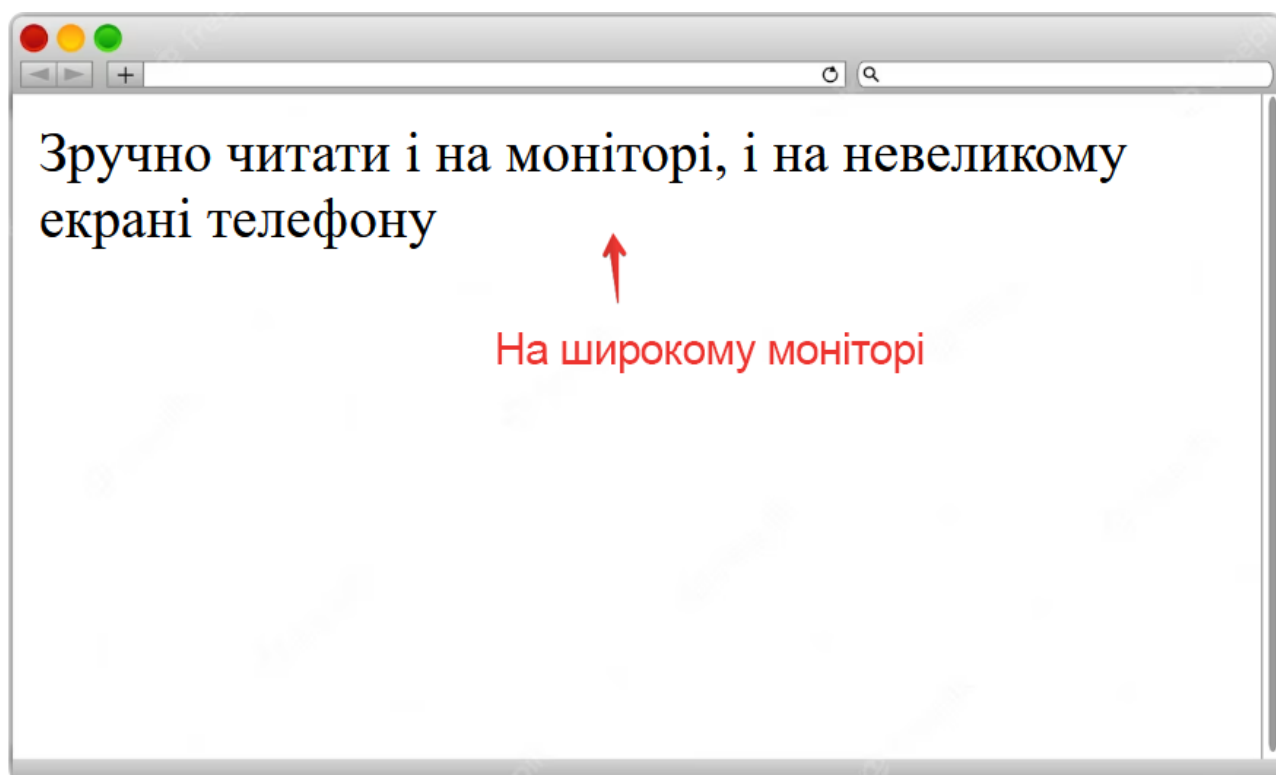 Зручно читати і на моніторі, і на невеликому
екрані телефону
На широкому моніторі